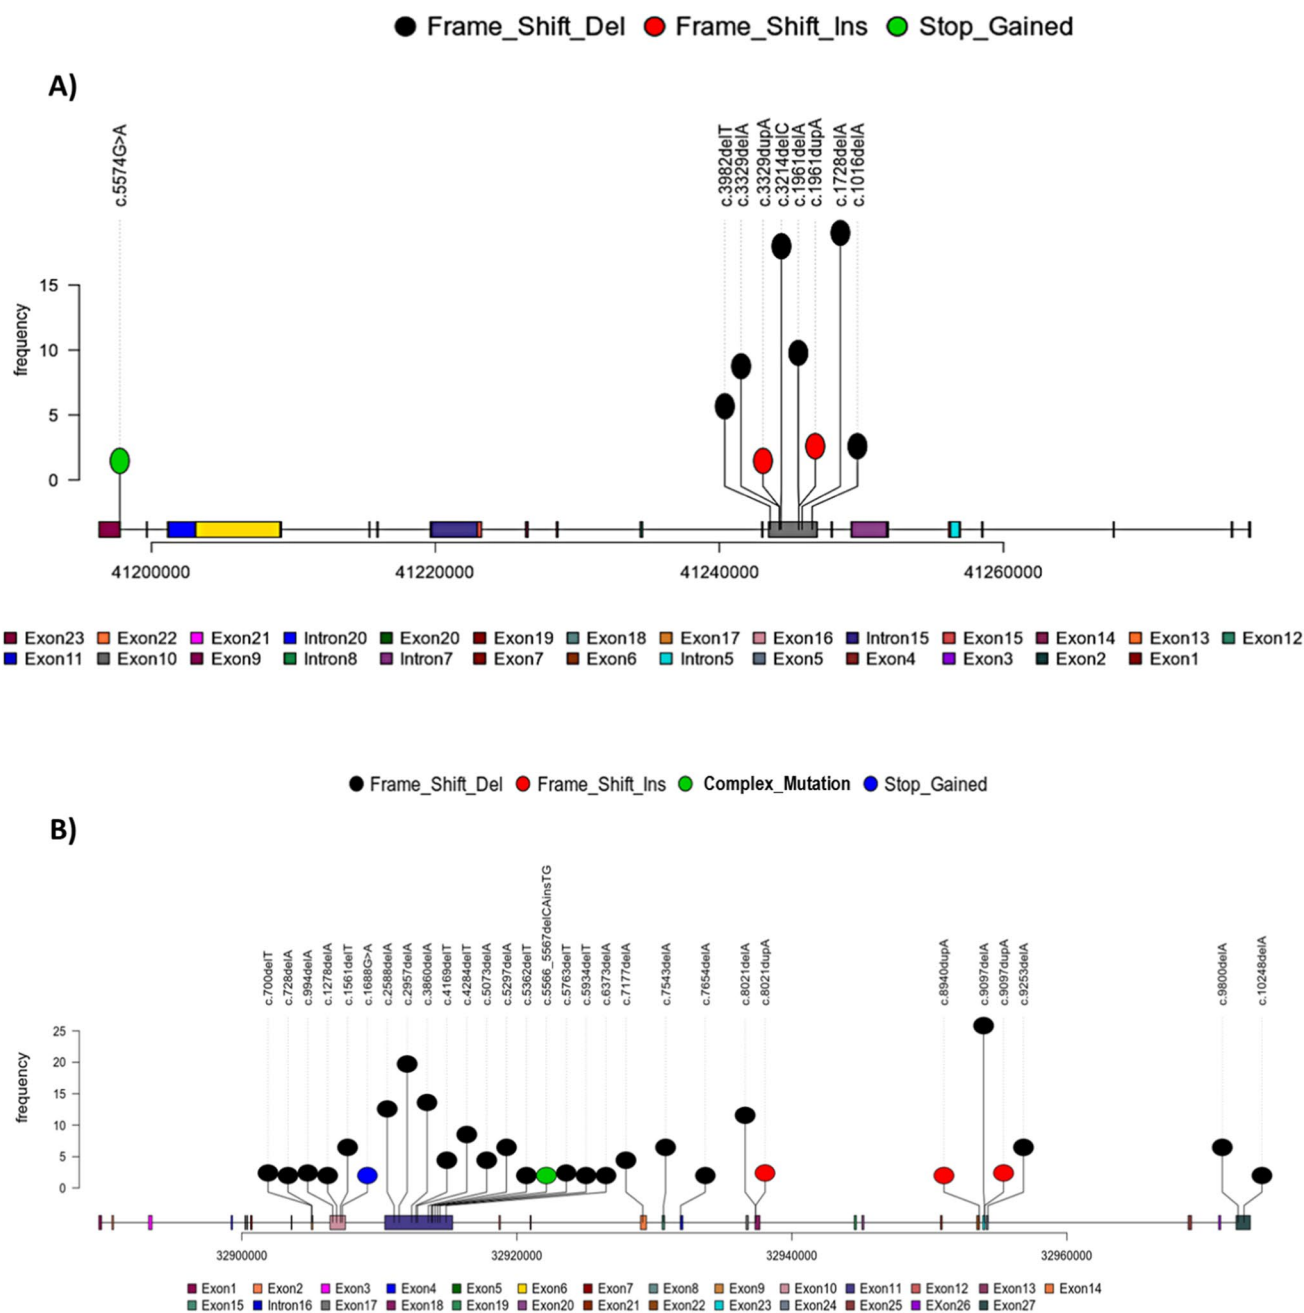 Frame_Shift_Del Frame_Shift_Ins Stop_Gained
A)
c.5574G>A
c.3982delT
c.3329delA
c.3329dupA
c.3214delC
c.1961delA
c.1961dupA
c.1728delA
c.1016delA
frequency
15
10
5
0
41200000 41220000 41240000 41260000
Exon23 Exon22 Exon21 Intron20 Exon20 Exon19 Exon18 Exon17 Exon16 Intron15 Exon15 Exon14 Exon13 Exon12
Exon11 Exon10 Exon9 Intron8 Intron7 Exon7 Exon6 Intron5 Exon5 Exon4 Exon3 Exon2 Exon1
Frame_Shift_Del Frame_Shift_Ins Complex_Mutation Stop_Gained
B)
c.700delT
c.728delA
c.994delA
c.1278delA
c.1561delT
c.1688G>A
c.2588delA
c.2957delA
c.3860delA
c.4169delT
c.4284delT
c.5073delA
c.5297delA
c.5362delT
c.5566_5567delCAinsTG
c.5763delT
c.5934delT
c.6373delA
c.7177delA
c.7543delA
c.7654delA
c.8021delA
c.8021dupA
c.8940dupA
c.9097delA
c.9097dupA
c.9253delA
c.9800delA
c.10248delA
frequency
25
20
15
10
5
0
32900000 32920000 32940000 32960000
Exon1 Exon2 Exon3 Exon4 Exon5 Exon6 Exon7 Exon8 Exon9 Exon10 Exon11 Exon12 Exon13 Exon14
Exon15 Intron16 Exon17 Exon18 Exon19 Exon20 Exon21 Exon22 Exon23 Exon24 Exon25 EXon26 Exon27